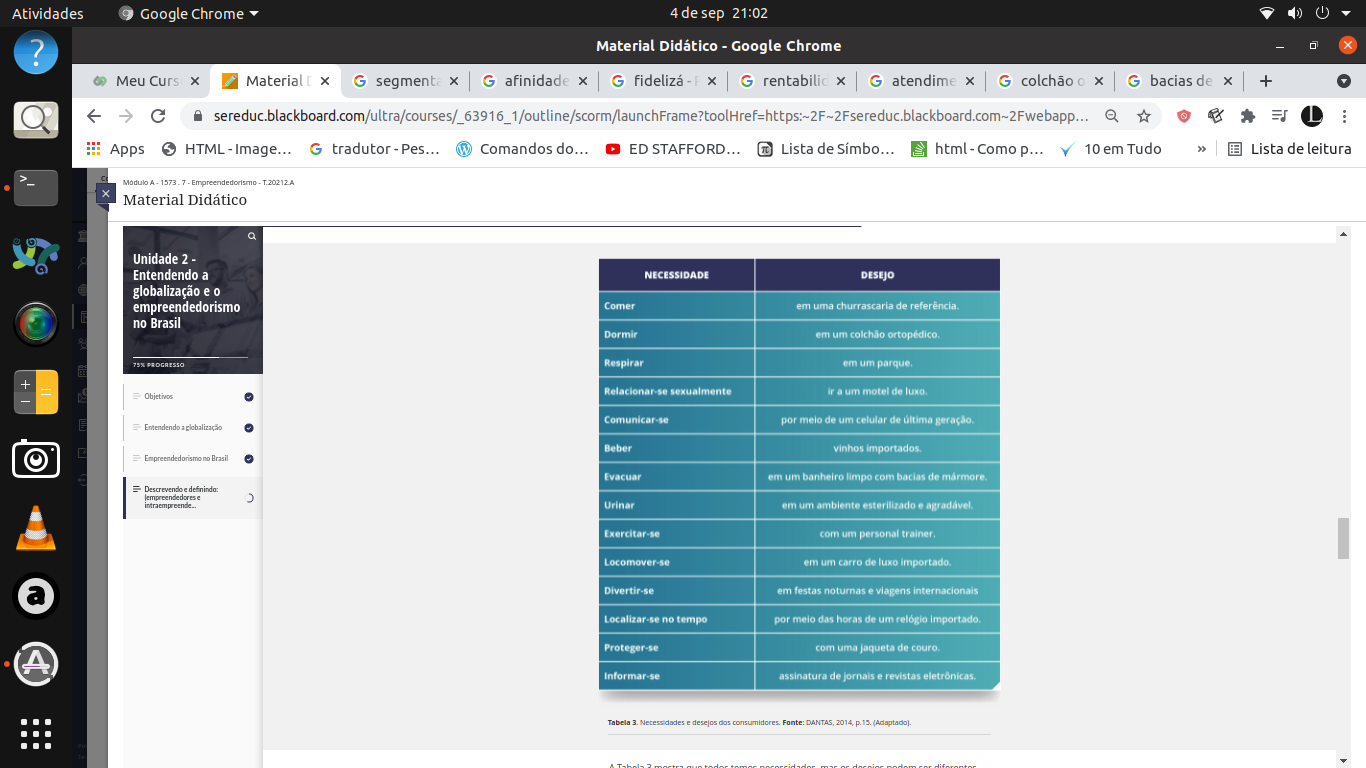 Atividades
Google Chrome
4 de sep 21:02
Material Didático - Google Chrome
Meu Curs
Material D
segmenta
afinidade
fidelizá - P
rentabilid
atendime
colchão o
bacias de
sereduc.blackboard.com/ultra/courses/_63916_1/outline/scorm/launchFrame?toolHref=https:~2F~2Fsereduc.blackboard.com~2Fwebapp…
Apps
HTML - Image…
tradutor - Pes…
Comandos do…
ED STAFFORD…
Lista de Símbo…
html - Como p…
10 em Tudo
»
Lista de leitura
Módulo A - 1573 . 7 - Empreendedorismo - T.20212.A
Material Didático
Unidade 2 -
Entendendo a
globalização e o
empreendedorismo
no Brasil
75% PROGRESSO
Objetivos
Entendendo a globalização
Empreendedorismo no Brasil
Descrevendo e definindo:
(empreendedores e
intraempreende...
NECESSIDADE DESEJO
Comer em uma churrascaria de referência.
Dormir em um colchão ortopédico.
Respirar em um parque.
Relacionar-se sexualmente ir a um motel de luxo.
Comunicar-se por meio de um celular de última geração.
Beber vinhos importados.
Evacuar em um banheiro limpo com bacias de mármore.
Urinar em um ambiente esterilizado e agradável.
Exercitar-se com um personal trainer.
Locomover-se em um carro de luxo importado.
Divertir-se em festas noturnas e viagens internacionais
Localizar-se no tempo por meio das horas de um relógio importado.
Proteger-se com uma jaqueta de couro.
Informar-se assinatura de jornais e revistas eletrônicas.
Tabela 3. Necessidades e desejos dos consumidores. Fonte: DANTAS, 2014, p.15. (Adaptado).
A Tabela 3 mostra que todos temos necessidades, mas os desejos podem ser diferentes